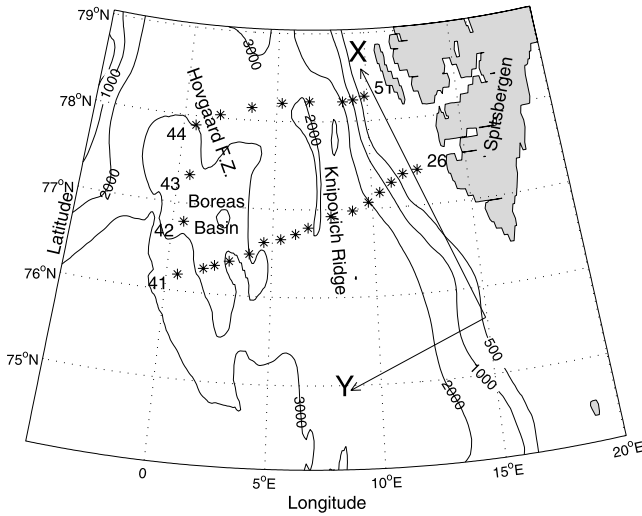 79°N
1000
3000
X
51
Hovgaard F.Z.
78°N
44
2000
Spitsbergen
26
43
2000
77°N
Latitude
42
Boreas
Basin
Knipovich Ridge
76°N
41
500
75°N
Y
1000
3000
2000
0
5°E
10°E
15°E
20°E
Longitude